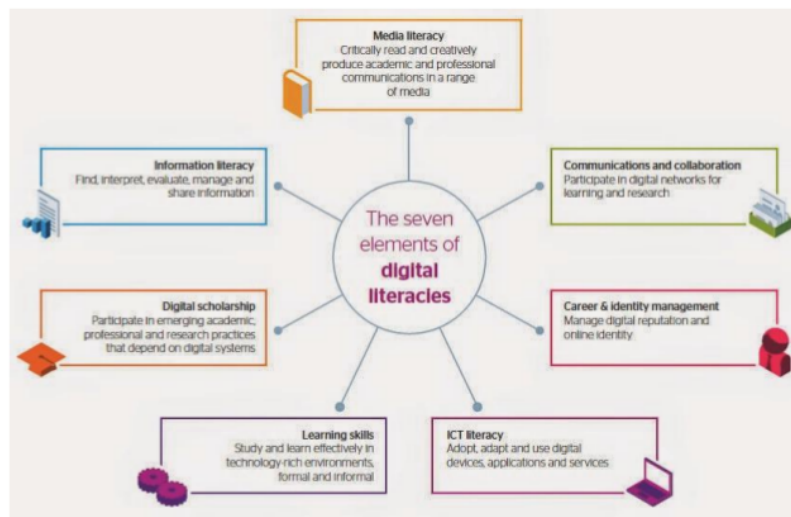 Media literacy
Critically read and creatively
produce academic and professional
communications in a range
of media
Information literacy
Find, interpret, evaluate, manage and
share information
Communications and collaboration
Participate in digital networks for
learning and research
The seven
elements of
digital
literacies
Digital scholarship
Participate in emerging academic,
professional and research practices
that depend on digital systems
Career & identity management
Manage digital reputation and
online identity
Learning skills
Study and learn effectively in
technology-rich environments,
formal and informal
ICT literacy
Adopt, adapt and use digital
devices, applications and services